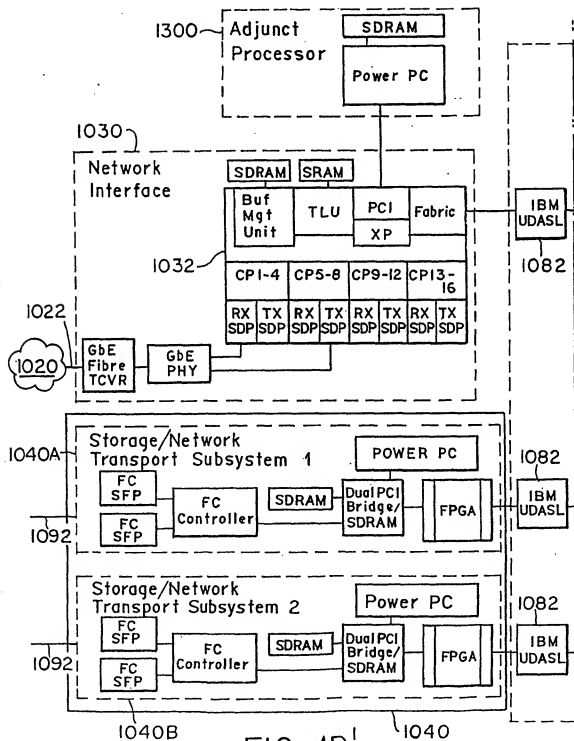 1300
Adjunct
Processor
SDRAM
Power PC
1030
Network
Interface
SDRAM
SRAM
Buf
Mgt
Unit
TLU
PCI
XP
Fabric
1032
CP1-4
CP5-8
CP9-12
CP13-
16
RX
SDP
TX
SDP
RX
SDP
TX
SDP
RX
SDP
TX
SDP
RX
SDP
TX
SDP
IBM
UDASL
1082
1022
1020
GbE
Fibre
TCVR
GbE
PHY
1040A
Storage/Network
Transport Subsystem 1
FC
SFP
FC
SFP
1092
FC
Controller
SDRAM
POWER PC
Dual PCI
Bridge/
SDRAM
FPGA
1082
IBM
UDASL
Storage/Network
Transport Subsystem 2
FC
SFP
FC
SFP
1092
FC
Controller
SDRAM
Power PC
Dual PCI
Bridge/
SDRAM
FPGA
1082
IBM
UDASL
1040B
1040